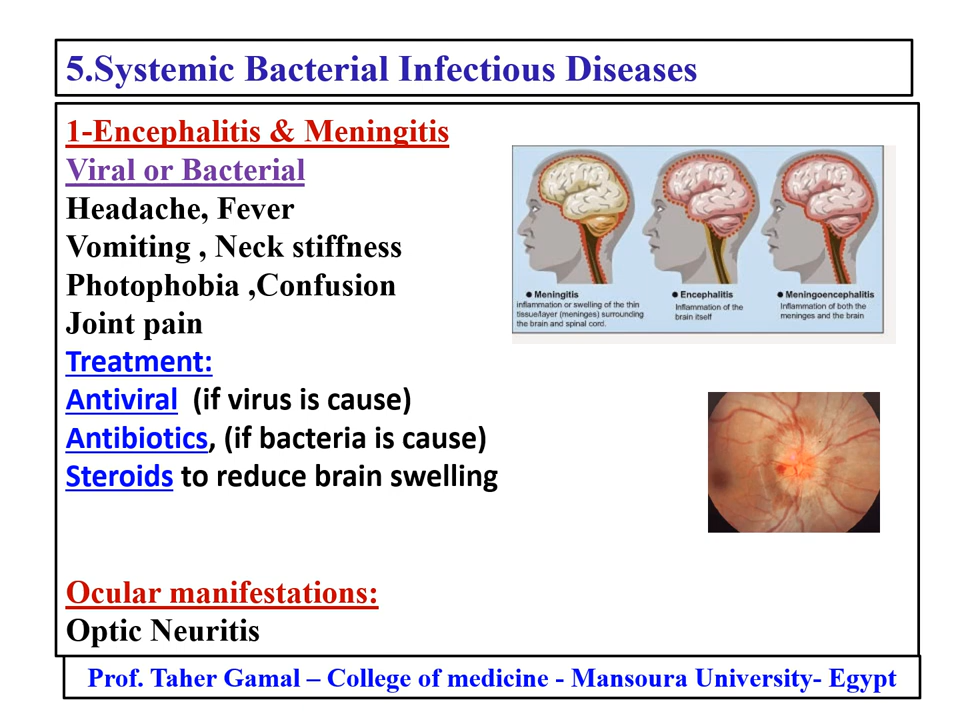 5.Systemic Bacterial Infectious Diseases
1-Encephalitis & Meningitis
Viral or Bacterial
Headache, Fever
Vomiting , Neck stiffness
Photophobia ,Confusion
Joint pain
Treatment:
Antiviral  (if virus is cause)
Antibiotics, (if bacteria is cause)
Steroids to reduce brain swelling
● Meningitis
inflammation or swelling of the thin
tissue/layer (meninges) surrounding
the brain and spinal cord.
● Encephalitis
Inflammation of the
brain itself
● Meningoencephalitis
Inflammation of both the
meninges and the brain
Ocular manifestations:
Optic Neuritis
Prof. Taher Gamal – College of medicine - Mansoura University- Egypt